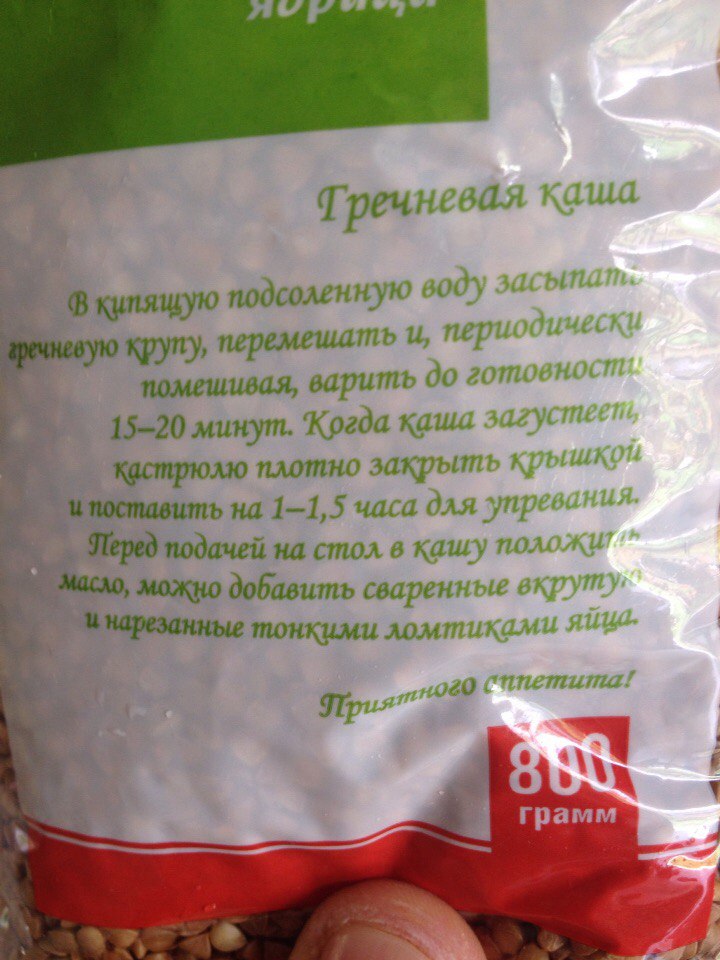 ядрица
Гречневая каша
В кипящую подсоленную воду засыпать
гречневую крупу, перемешать и, периодически
помешивая, варить до готовности
15–20 минут. Когда каша загустеет,
кастрюлю плотно закрыть крышкой
и поставить на 1–1,5 часа для упревания.
Перед подачей на стол в кашу положить
масло, можно добавить сваренные вкрутую
и нарезанные тонкими ломтиками яйца.
Приятного аппетита!
800
грамм